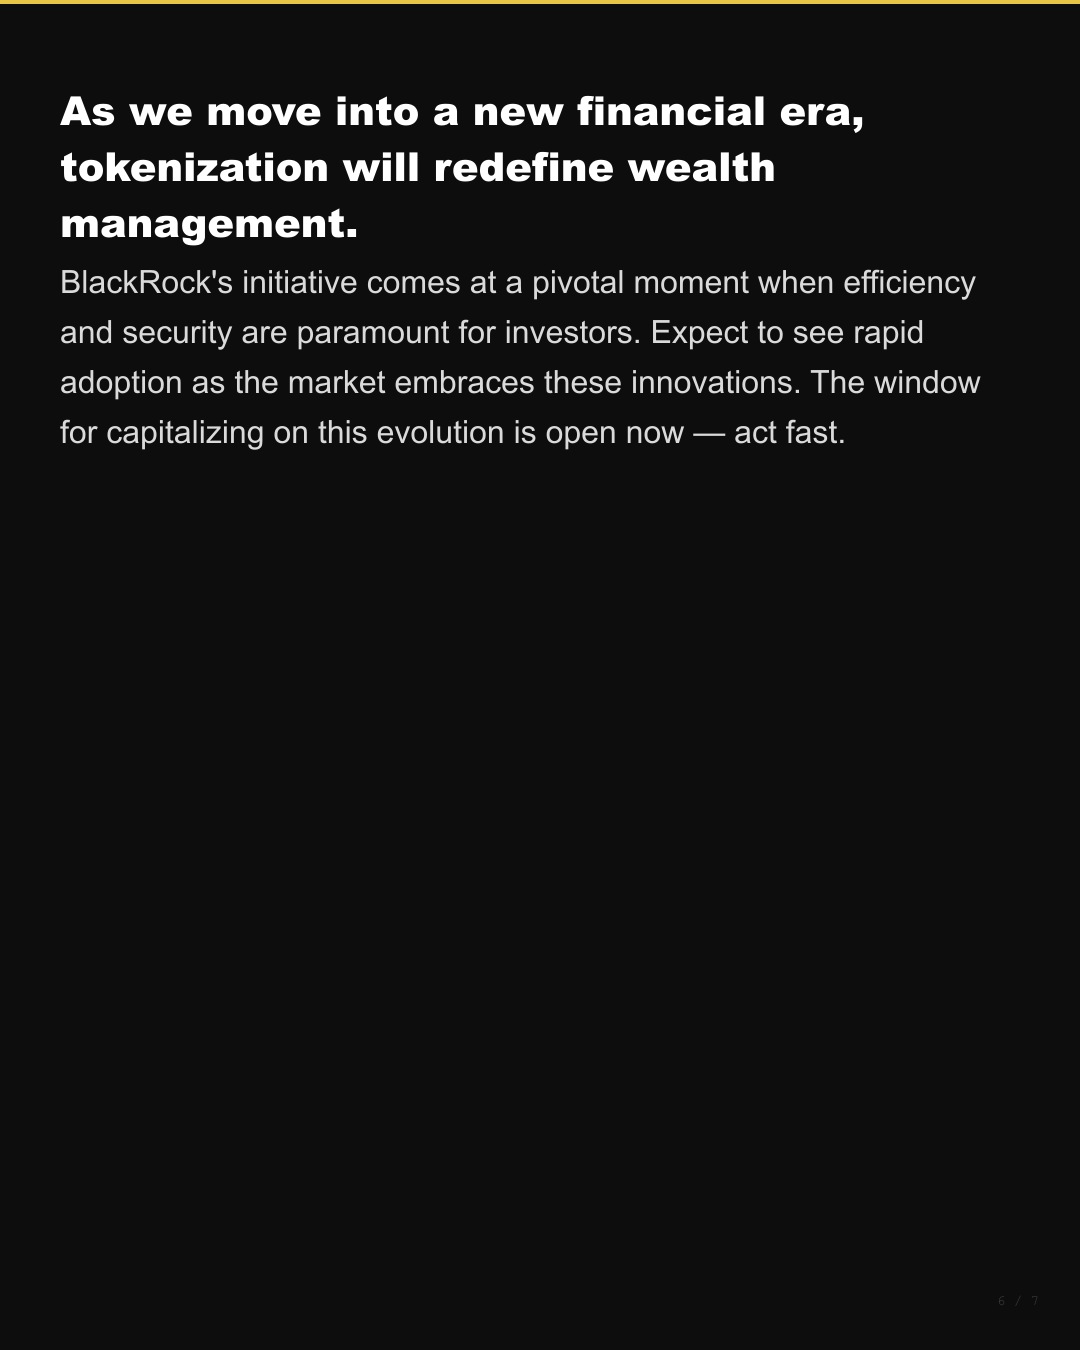 As we move into a new financial era,
tokenization will redefine wealth
management.
BlackRock's initiative comes at a pivotal moment when efficiency
and security are paramount for investors. Expect to see rapid
adoption as the market embraces these innovations. The window
for capitalizing on this evolution is open now — act fast.
6 / 7